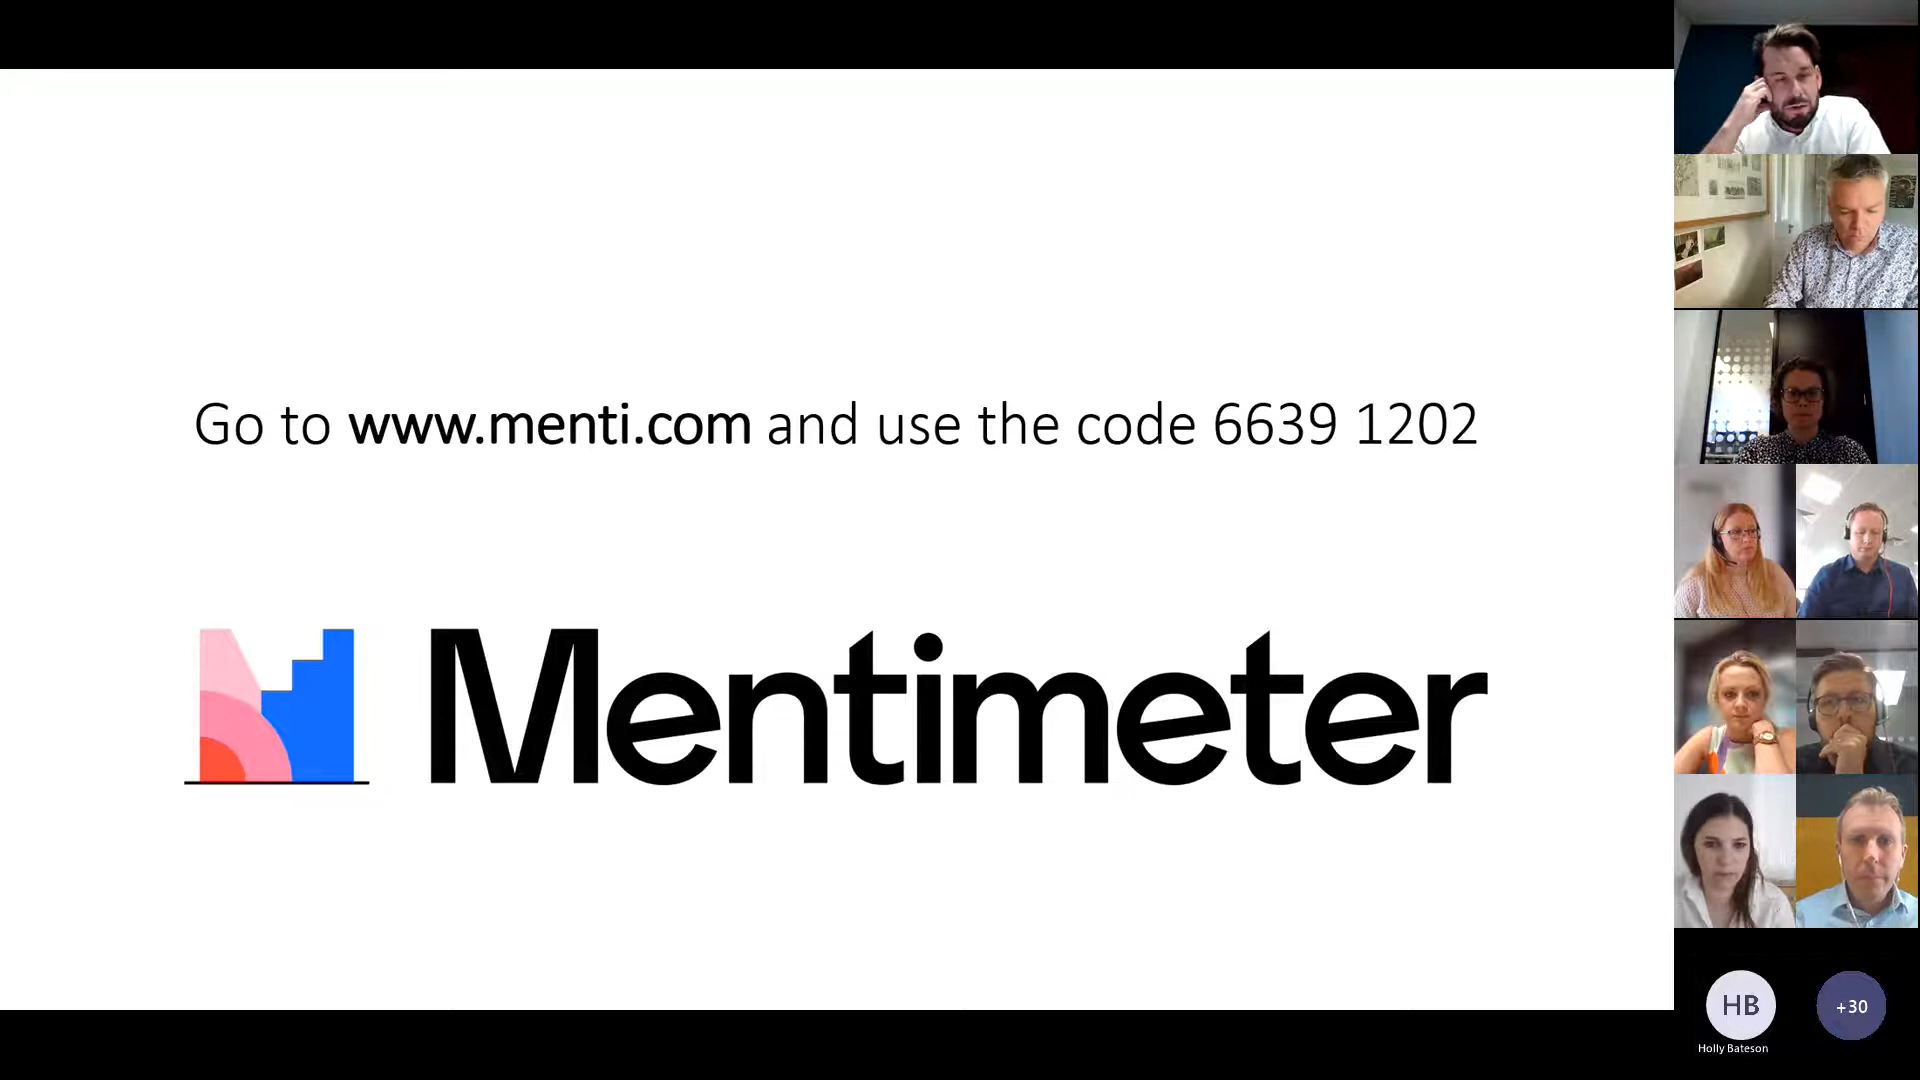 Go to www.menti.com and use the code 6639 1202
Mentimeter
HB
+30
Holly Bateson